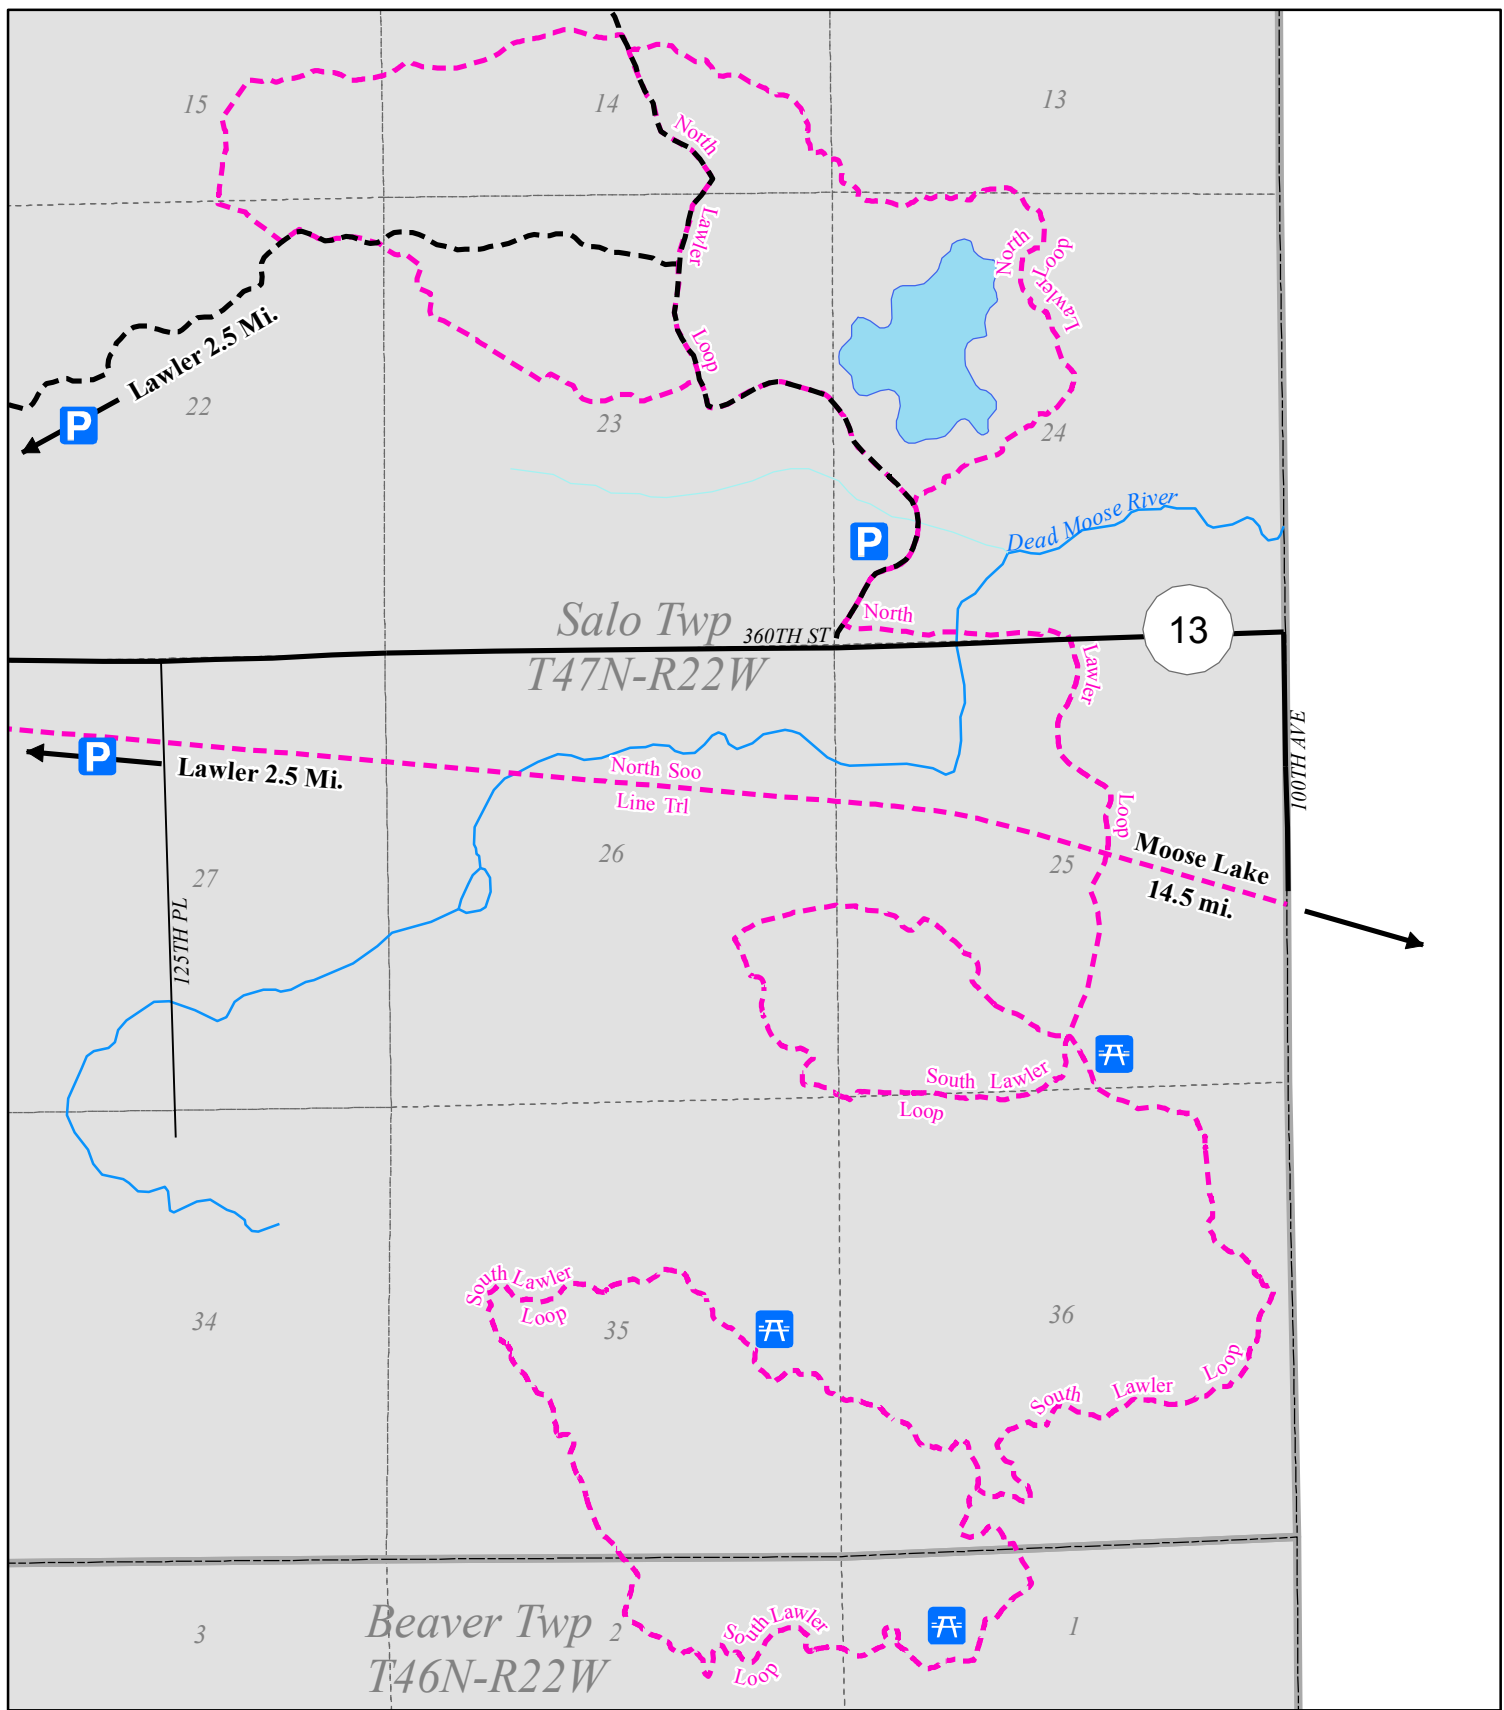 15
14
13
North
Lawler
Loop
North
Lawler
Loop
Lawler 2.5 Mi.
P
22
23
24
Dead Moose River
P
North
Salo Twp
T47N-R22W
360TH ST
13
Lawler
Loop
100TH AVE
P
Lawler 2.5 Mi.
North Soo
Line Trl
Moose Lake
14.5 mi.
27
26
25
125TH PL
South Lawler
Loop
South Lawler
Loop
34
35
36
South Lawler Loop
3
Beaver Twp
T46N-R22W
2
South Lawler
Loop
1